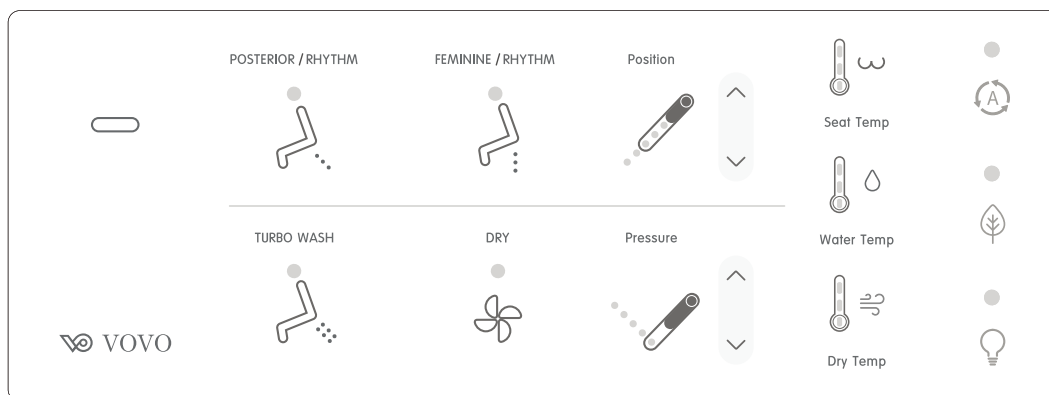 POSTERIOR / RHYTHM
FEMININE / RHYTHM
Position
Seat Temp
A
Water Temp
TURBO WASH
DRY
Pressure
Dry Temp
VOVO